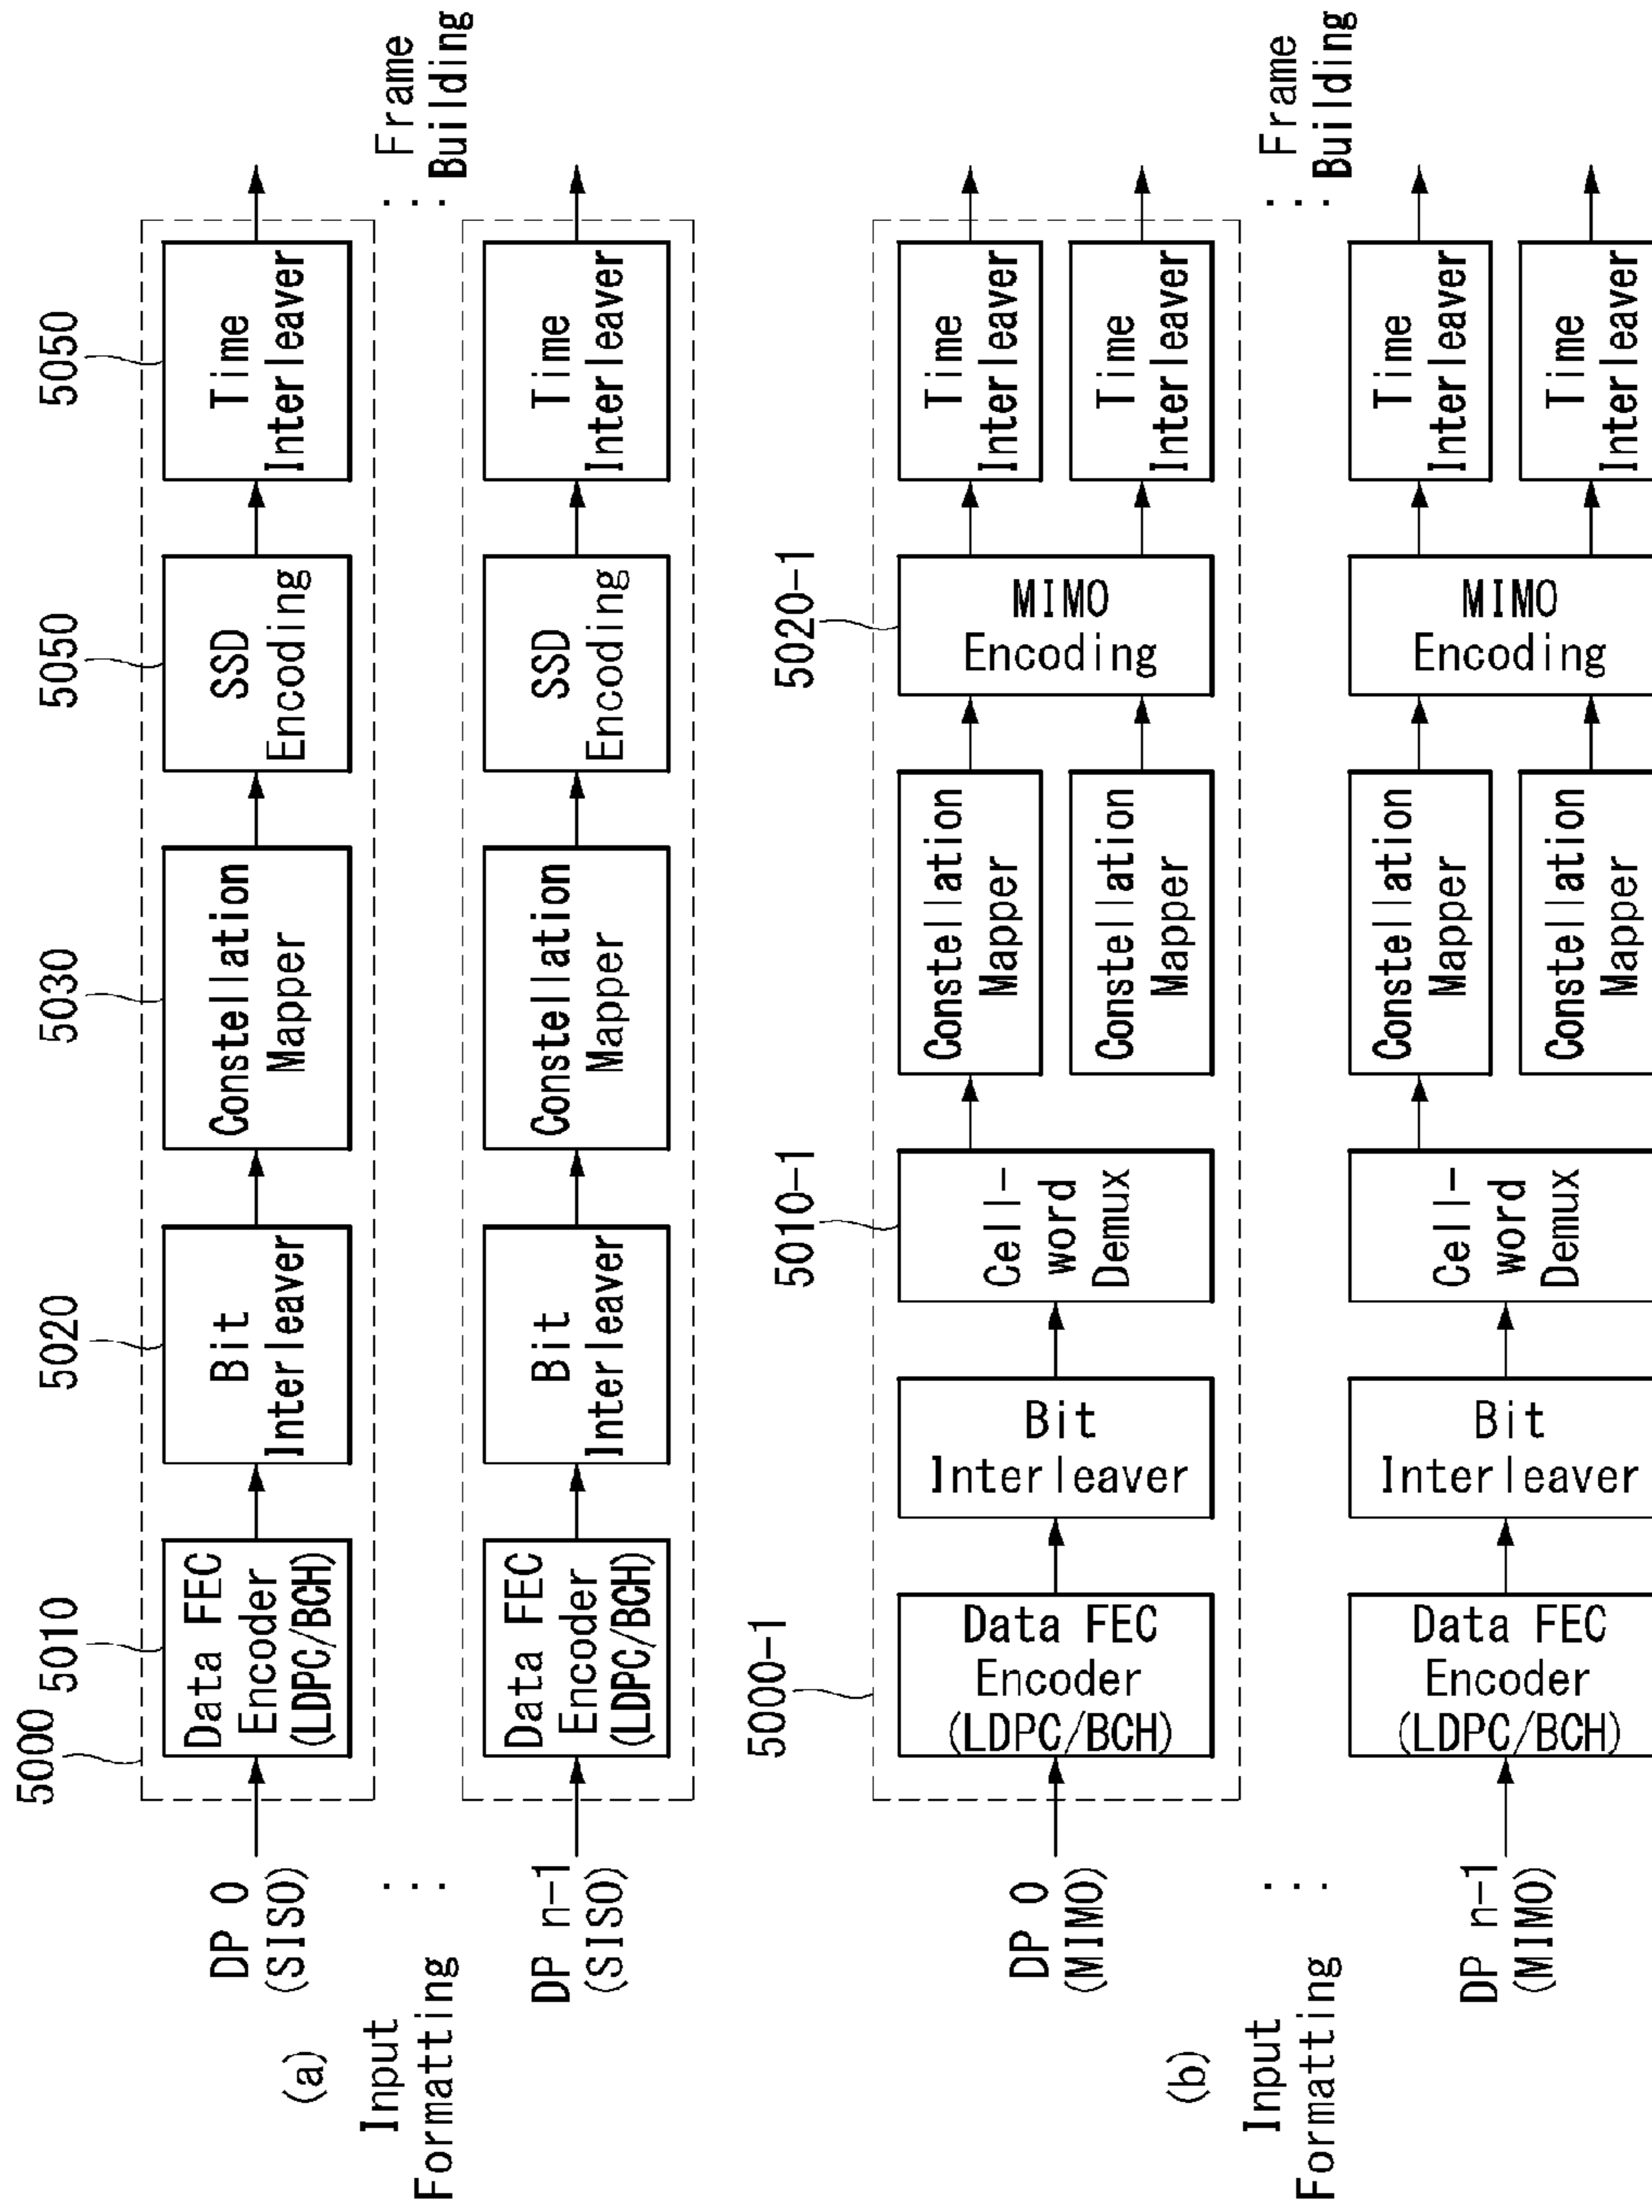 5000
5010
5020
5030
5050
5050
DP 0
(SISO)
Data FEC
Encoder
(LDPC/BCH)
Bit
Interleaver
Constellation
Mapper
SSD
Encoding
Time
Interleaver
(a)
Input
Formatting
⋮
⋮
Frame
Building
DP n-1
(SISO)
Data FEC
Encoder
(LDPC/BCH)
Bit
Interleaver
Constellation
Mapper
SSD
Encoding
Time
Interleaver
5000-1
5010-1
5020-1
DP 0
(MIMO)
Data FEC
Encoder
(LDPC/BCH)
Bit
Interleaver
Cell-
word
Demux
Constellation
Mapper
Constellation
Mapper
MIMO
Encoding
Time
Interleaver
Time
Interleaver
(b)
Input
Formatting
⋮
⋮
Frame
Building
DP n-1
(MIMO)
Data FEC
Encoder
(LDPC/BCH)
Bit
Interleaver
Cell-
word
Demux
Constellation
Mapper
Constellation
Mapper
MIMO
Encoding
Time
Interleaver
Time
Interleaver